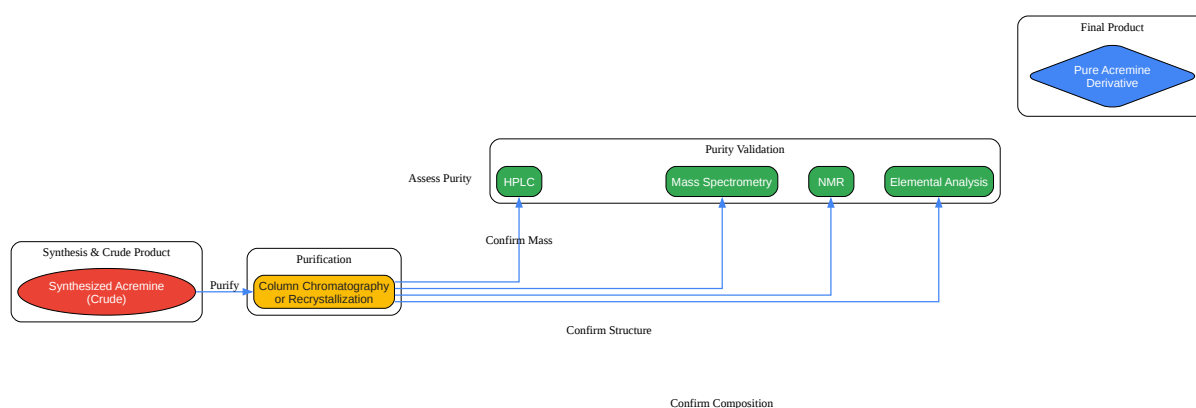 Final Product
Pure Acremine
Derivative
Purity Validation
Assess Purity
HPLC
Mass Spectrometry
NMR
Elemental Analysis
Confirm Mass
Synthesis & Crude Product
Synthesized Acremine
(Crude)
Purify
Purification
Column Chromatography
or Recrystallization
Confirm Structure
Confirm Composition